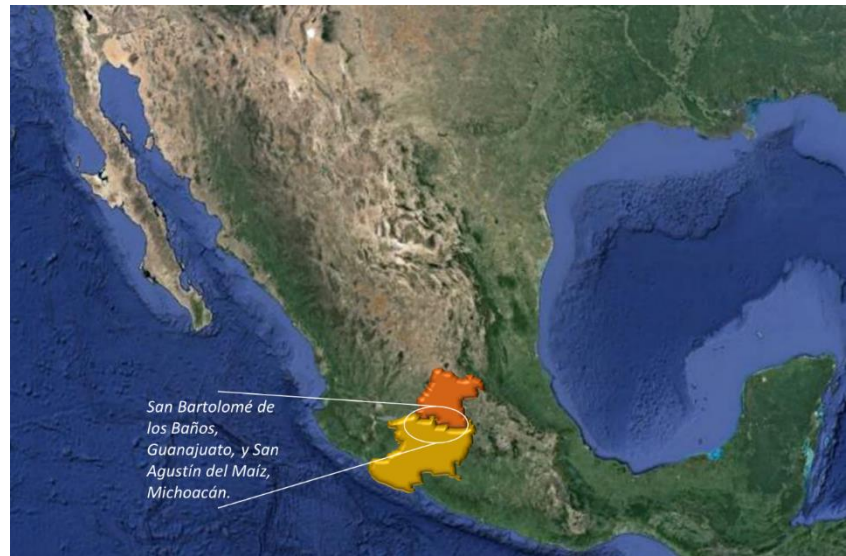 San Bartolomé de
los Baños,
Guanajuato, y San
Agustín del Maíz,
Michoacán.